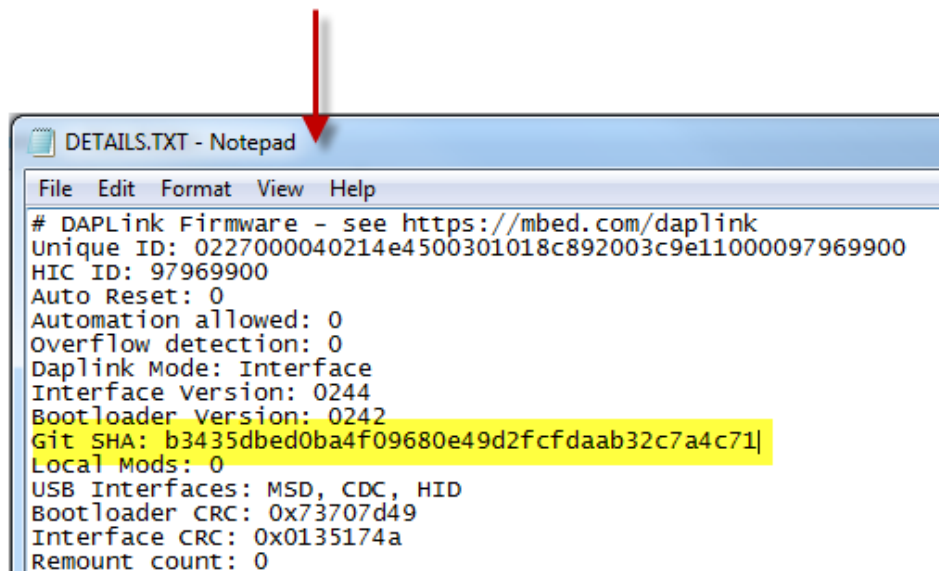 DETAILS.TXT - Notepad
File Edit Format View Help
# DAPLink Firmware - see https://mbed.com/daplink
Unique ID: 0227000040214e4500301018c892003c9e11000097969900
HIC ID: 97969900
Auto Reset: 0
Automation allowed: 0
Overflow detection: 0
Daplink Mode: Interface
Interface Version: 0244
Bootloader Version: 0242
Git SHA: b3435dbed0ba4f09680e49d2fcfdaab32c7a4c71
Local Mods: 0
USB Interfaces: MSD, CDC, HID
Bootloader CRC: 0x73707d49
Interface CRC: 0x0135174a
Remount count: 0